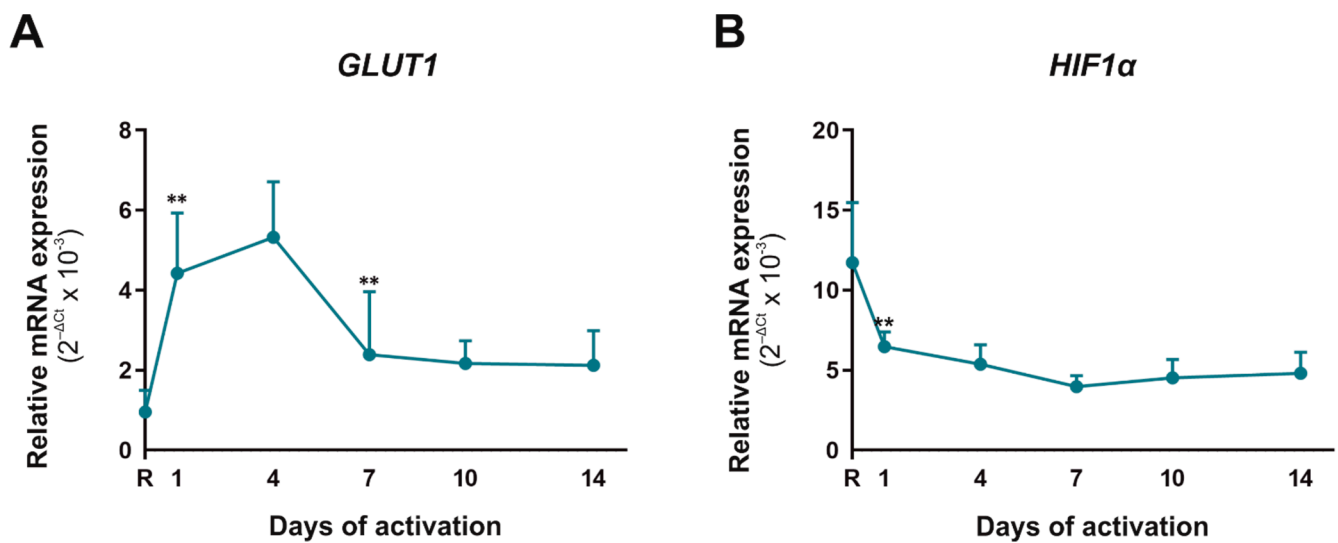 A
GLUT1
Relative mRNA expression
(2⁻ΔCt x 10⁻³)
8
6
4
2
0
**
**
R 1 4 7 10 14
Days of activation
B
HIF1α
Relative mRNA expression
(2⁻ΔCt x 10⁻³)
20
15
10
5
0
**
R 1 4 7 10 14
Days of activation